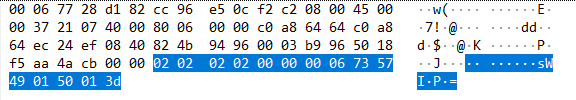 00 06 77 28 d1 82 cc 96 e5 0c f2 c2 08 00 45 00 ··w(····· ······E·
00 37 21 07 40 00 80 06 00 00 c0 a8 64 64 c0 a8 ·7!·@··· ····dd··
64 ec 24 ef 08 40 82 4b 94 96 00 03 b9 96 50 18 d·$··@·K ······P·
f5 aa 4a cb 00 00 02 02 02 02 00 00 00 06 73 57 ··J····· ······sW
49 01 50 01 3d I·P·=